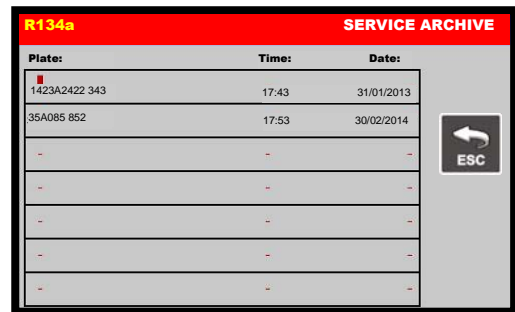 R134a SERVICE ARCHIVE
Plate: Time: Date:
1423A2422 343 17:43 31/01/2013
35A085 852 17:53 30/02/2014
- - -
ESC
- - -
- - -
- - -
- - -